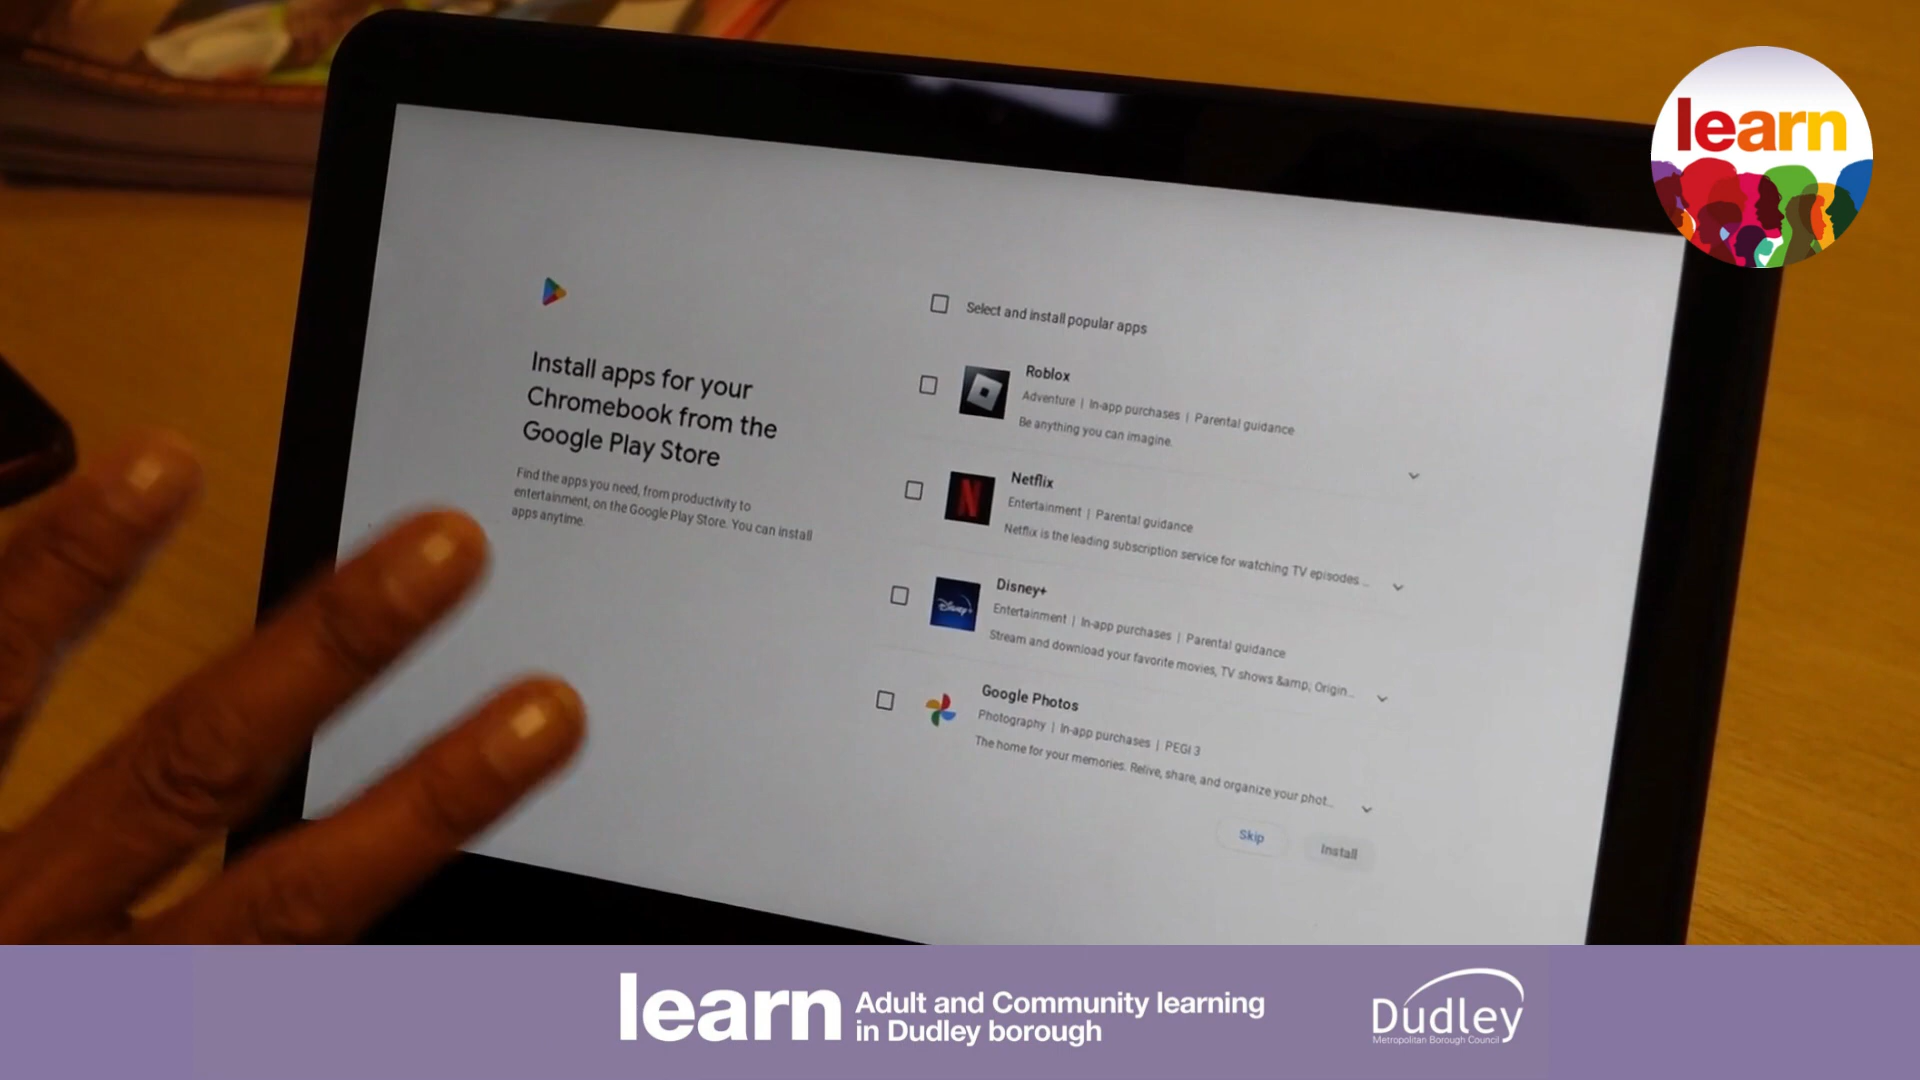 learn
Install apps for your
Chromebook from the
Google Play Store
Find the apps you need, from productivity to
entertainment, on the Google Play Store. You can install
apps anytime.
Select and install popular apps
Roblox
Adventure | In-app purchases | Parental guidance
Be anything you can imagine.
Netflix
Entertainment | Parental guidance
Netflix is the leading subscription service for watching TV episodes ...
Disney+
Disney+
Entertainment | In-app purchases | Parental guidance
Stream and download your favorite movies, TV shows &amp; Origin...
Google Photos
Photography | In-app purchases | PEGI 3
The home for your memories. Relive, share, and organize your phot...
Skip
Install
learn
Adult and Community learning
in Dudley borough
Dudley
Metropolitan Borough Council